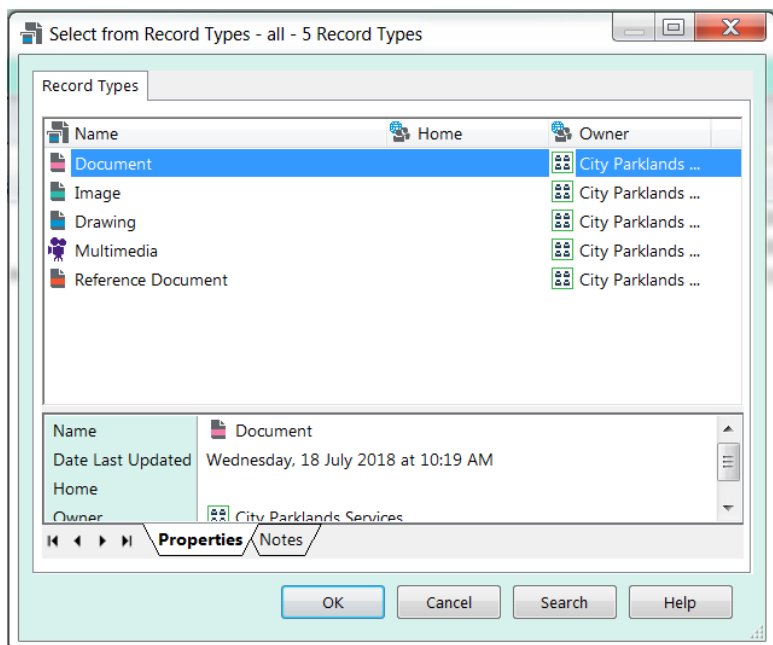 Select from Record Types - all - 5 Record Types
Record Types
Name Home Owner
Document City Parklands ...
Image City Parklands ...
Drawing City Parklands ...
Multimedia City Parklands ...
Reference Document City Parklands ...
Name Document
Date Last Updated Wednesday, 18 July 2018 at 10:19 AM
Home
Owner City Parklands Services
Properties Notes
OK Cancel Search Help